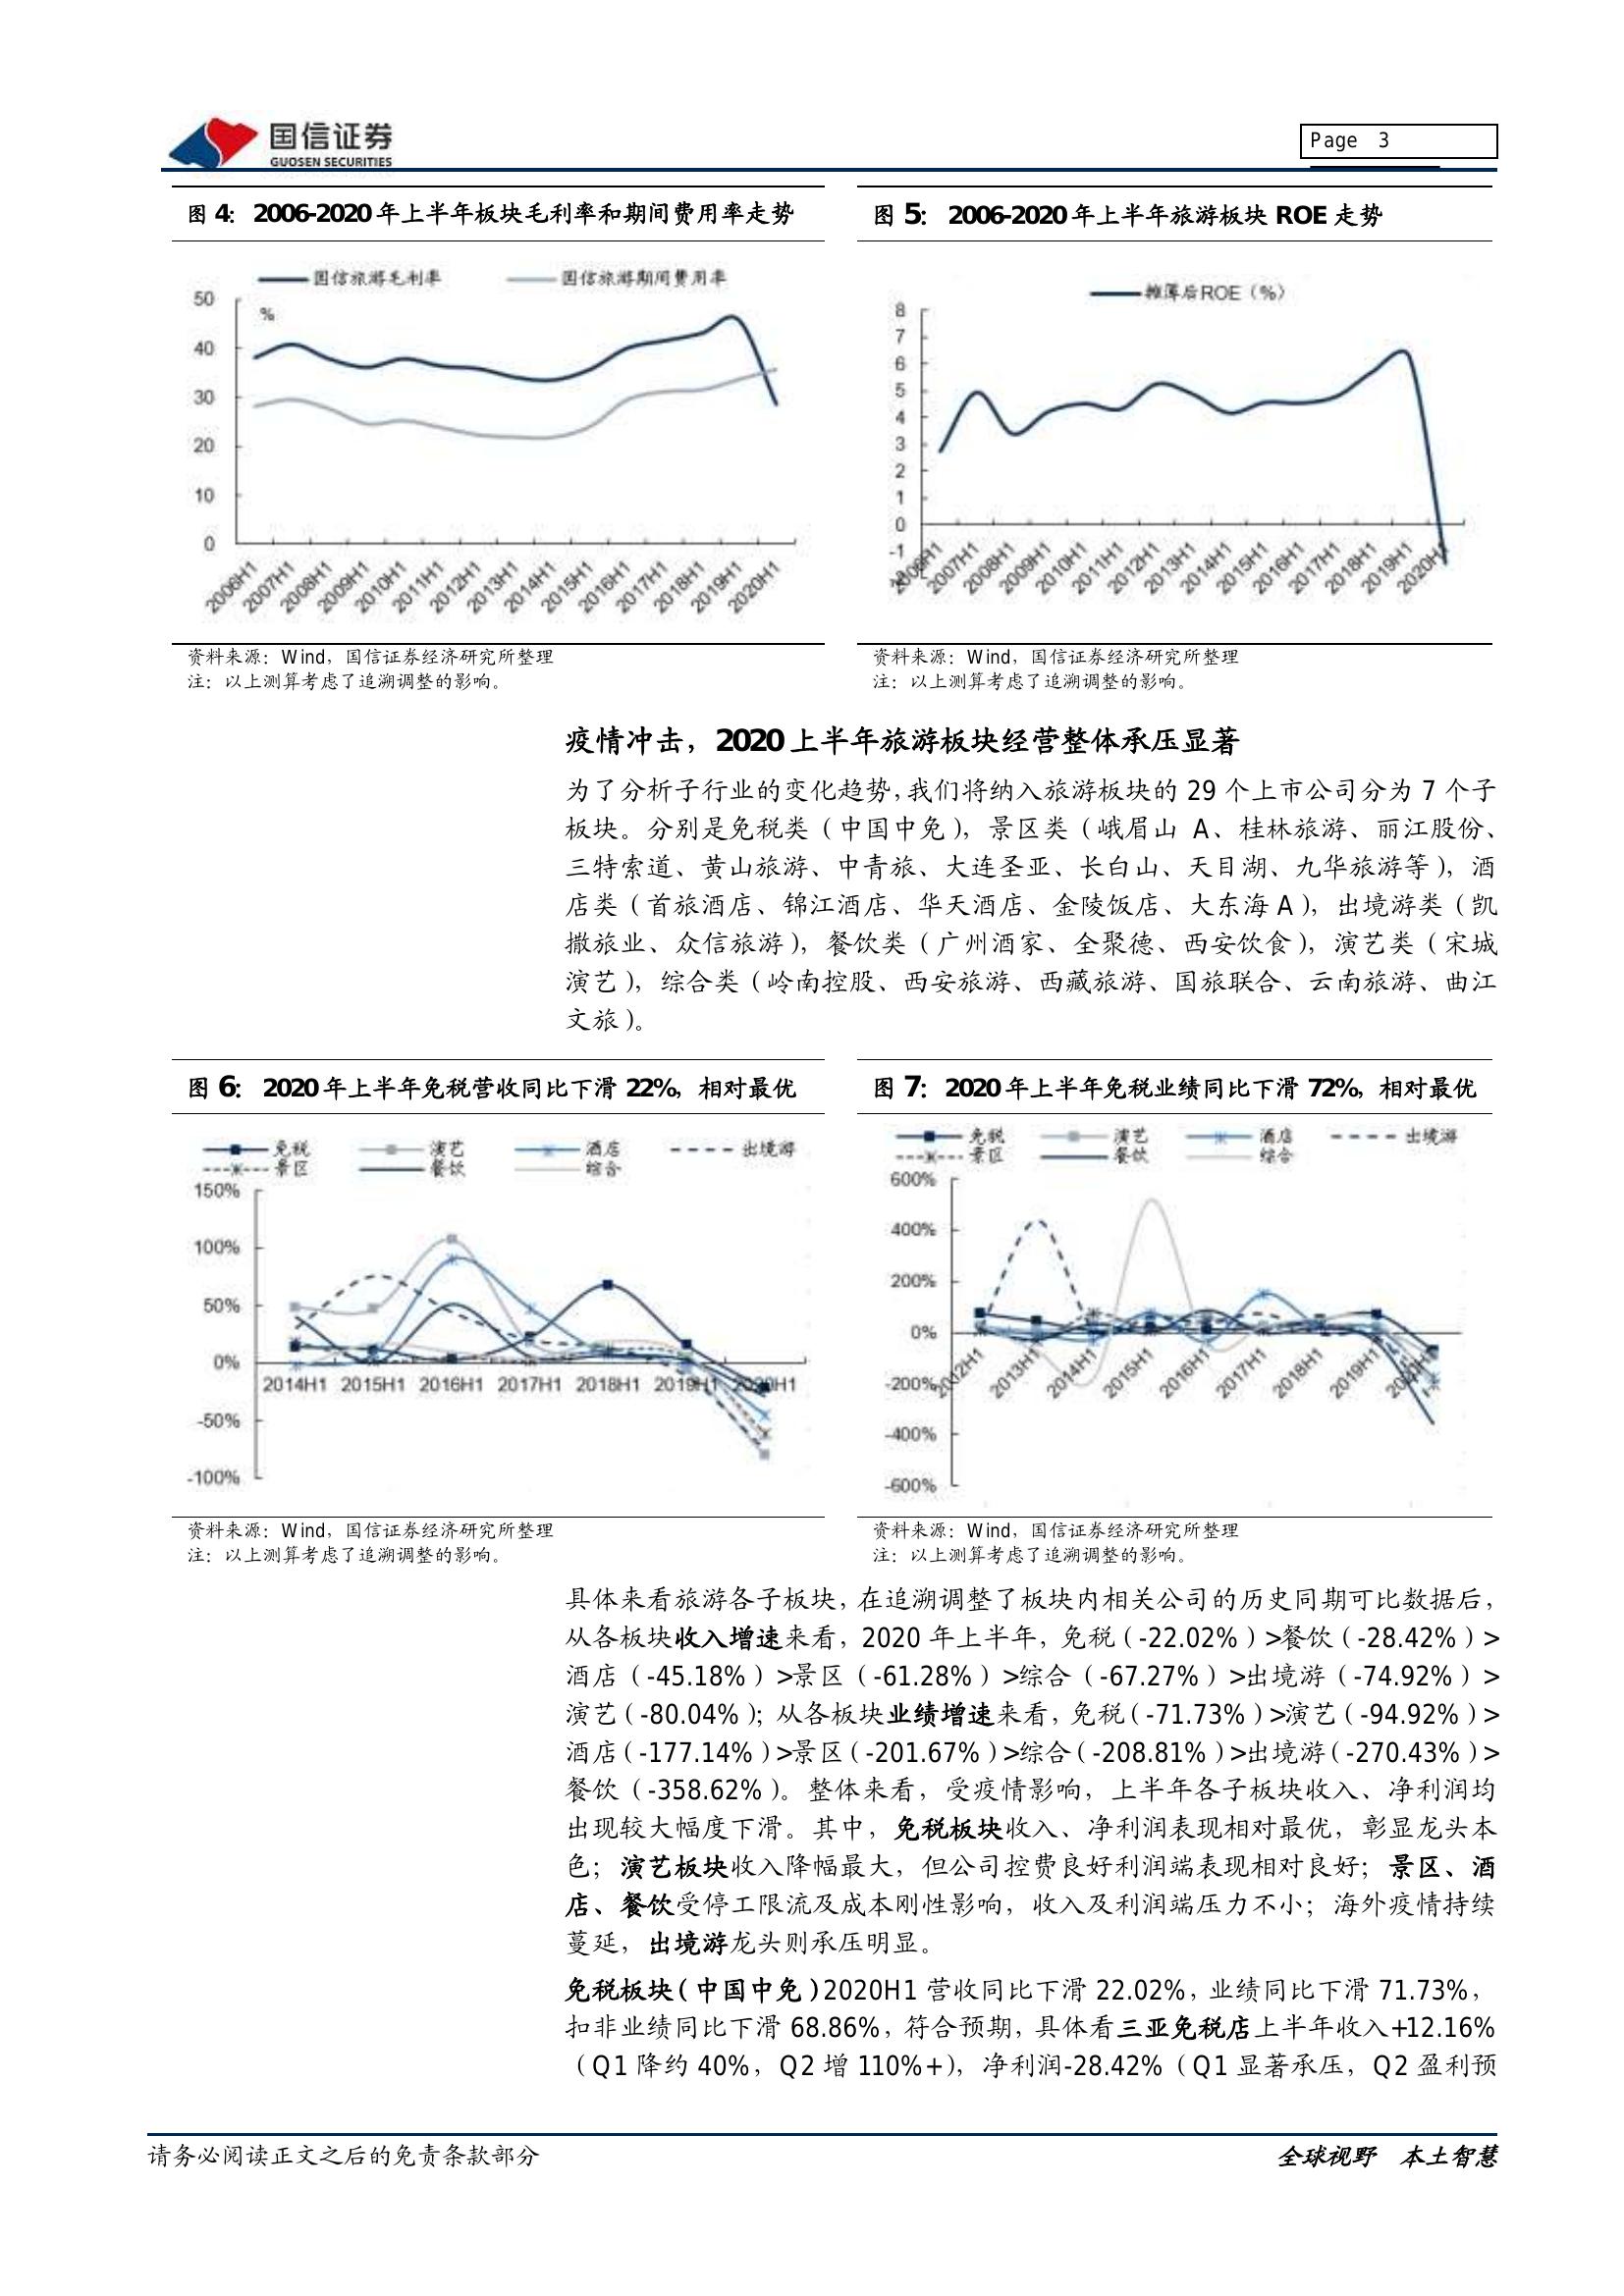 国信证券
GUOSEN SECURITIES
Page 3
图 4： 2006-2020 年上半年板块毛利率和期间费用率走势
国信旅游毛利率 国信旅游期间费用率
%
50
40
30
20
10
0
2006H1 2007H1 2008H1 2009H1 2010H1 2011H1 2012H1 2013H1 2014H1 2015H1 2016H1 2017H1 2018H1 2019H1 2020H1
资料来源：Wind，国信证券经济研究所整理
注：以上测算考虑了追溯调整的影响。
图 5： 2006-2020 年上半年旅游板块 ROE 走势
摊薄后ROE（%）
8
7
6
5
4
3
2
1
0
-1
2006H1 2007H1 2008H1 2009H1 2010H1 2011H1 2012H1 2013H1 2014H1 2015H1 2016H1 2017H1 2018H1 2019H1 2020H1
资料来源：Wind，国信证券经济研究所整理
注：以上测算考虑了追溯调整的影响。
疫情冲击，2020 上半年旅游板块经营整体承压显著
为了分析子行业的变化趋势，我们将纳入旅游板块的 29 个上市公司分为 7 个子
板块。分别是免税类（中国中免），景区类（峨眉山 A、桂林旅游、丽江股份、
三特索道、黄山旅游、中青旅、大连圣亚、长白山、天目湖、九华旅游等），酒
店类（首旅酒店、锦江酒店、华天酒店、金陵饭店、大东海 A），出境游类（凯
撒旅业、众信旅游），餐饮类（广州酒家、全聚德、西安饮食），演艺类（宋城
演艺），综合类（岭南控股、西安旅游、西藏旅游、国旅联合、云南旅游、曲江
文旅）。
图 6： 2020 年上半年免税营收同比下滑 22%，相对最优
免税 演艺 酒店 出境游
景区 餐饮 综合
150%
100%
50%
0%
-50%
-100%
2014H1 2015H1 2016H1 2017H1 2018H1 2019H1 2020H1
资料来源：Wind，国信证券经济研究所整理
注：以上测算考虑了追溯调整的影响。
图 7： 2020 年上半年免税业绩同比下滑 72%，相对最优
免税 演艺 酒店 出境游
景区 餐饮 综合
600%
400%
200%
0%
-200%
-400%
-600%
2012H1 2013H1 2014H1 2015H1 2016H1 2017H1 2018H1 2019H1 2020H1
资料来源：Wind，国信证券经济研究所整理
注：以上测算考虑了追溯调整的影响。
具体来看旅游各子板块，在追溯调整了板块内相关公司的历史同期可比数据后，
从各板块收入增速来看，2020 年上半年，免税（-22.02%）>餐饮（-28.42%）>
酒店（-45.18%）>景区（-61.28%）>综合（-67.27%）>出境游（-74.92%）>
演艺（-80.04%）；从各板块业绩增速来看，免税（-71.73%）>演艺（-94.92%）>
酒店（-177.14%）>景区（-201.67%）>综合（-208.81%）>出境游（-270.43%）>
餐饮（-358.62%）。整体来看，受疫情影响，上半年各子板块收入、净利润均
出现较大幅度下滑。其中，免税板块收入、净利润表现相对最优，彰显龙头本
色；演艺板块收入降幅最大，但公司控费良好利润端表现相对良好；景区、酒
店、餐饮受停工限流及成本刚性影响，收入及利润端压力不小；海外疫情持续
蔓延，出境游龙头则承压明显。
免税板块（中国中免）2020H1 营收同比下滑 22.02%，业绩同比下滑 71.73%，
扣非业绩同比下滑 68.86%，符合预期，具体看三亚免税店上半年收入+12.16%
（Q1 降约 40%，Q2 增 110%+），净利润-28.42%（Q1 显著承压，Q2 盈利预
请务必阅读正文之后的免责条款部分
全球视野 本土智慧